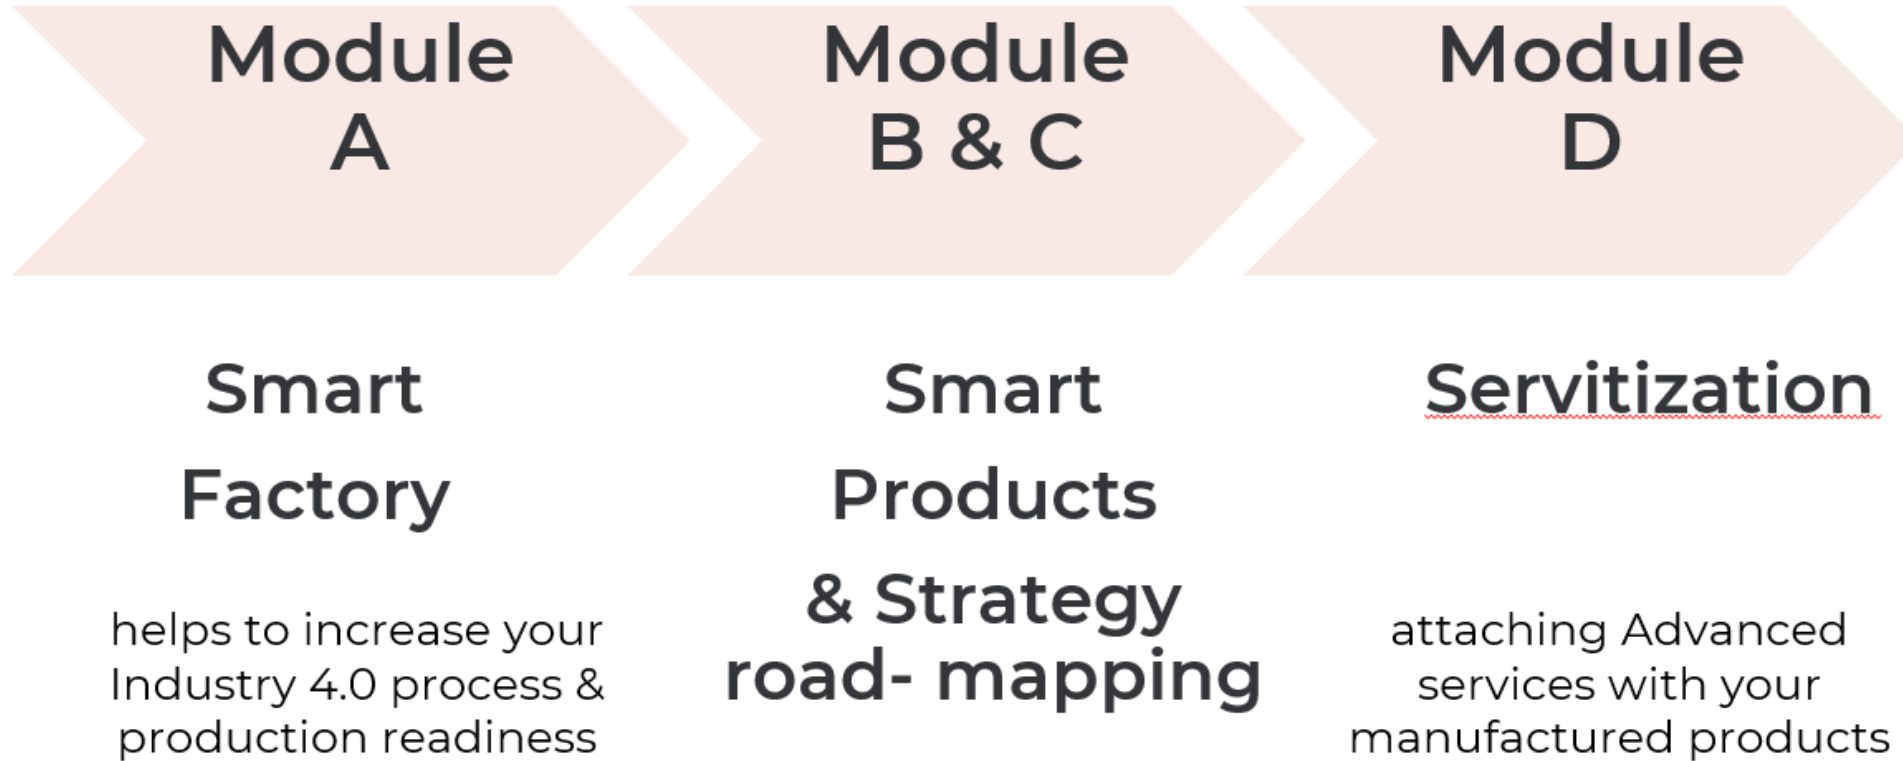 Module
A
Module
B & C
Module
D
Smart
Factory
helps to increase your
Industry 4.0 process &
production readiness
Smart
Products
& Strategy
road- mapping
Servitization
attaching Advanced
services with your
manufactured products